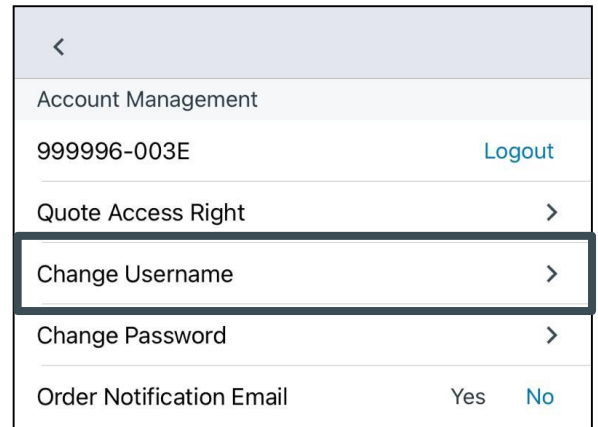 Account Management
999996-003E Logout
Quote Access Right
Change Username
Change Password
Order Notification Email Yes No